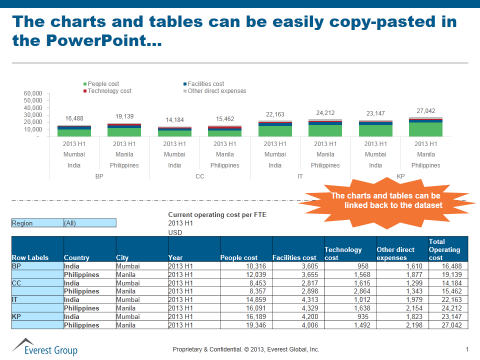 The charts and tables can be easily copy-pasted in
the PowerPoint…
People cost Facilities cost
Technology cost Other direct expenses
60,000
50,000
40,000
30,000
20,000
10,000
-
16,488 19,139 14,184 15,462 22,163 24,212 23,147 27,042
2013 H1 2013 H1 2013 H1 2013 H1 2013 H1 2013 H1 2013 H1 2013 H1
Mumbai Manila Mumbai Manila Mumbai Manila Mumbai Manila
India Philippines India Philippines India Philippines India Philippines
BP CC IT KP
The charts and tables can be
linked back to the dataset
Current operating cost per FTE
Region (All) 2013 H1
USD
Row Labels Country City Year People cost Facilities cost Technology cost Other direct expenses Total Operating cost
BP India Mumbai 2013 H1 10,316 3,605 958 1,610 16,488
Philippines Manila 2013 H1 12,039 3,655 1,568 1,877 19,139
CC India Mumbai 2013 H1 8,453 2,817 1,615 1,299 14,184
Philippines Manila 2013 H1 8,357 2,898 2,864 1,343 15,462
IT India Mumbai 2013 H1 14,859 4,313 1,012 1,979 22,163
Philippines Manila 2013 H1 16,091 4,329 1,638 2,154 24,212
KP India Mumbai 2013 H1 16,189 4,200 935 1,823 23,147
Philippines Manila 2013 H1 19,346 4,006 1,492 2,198 27,042
Everest Group
Proprietary & Confidential. © 2013, Everest Global, Inc.
1